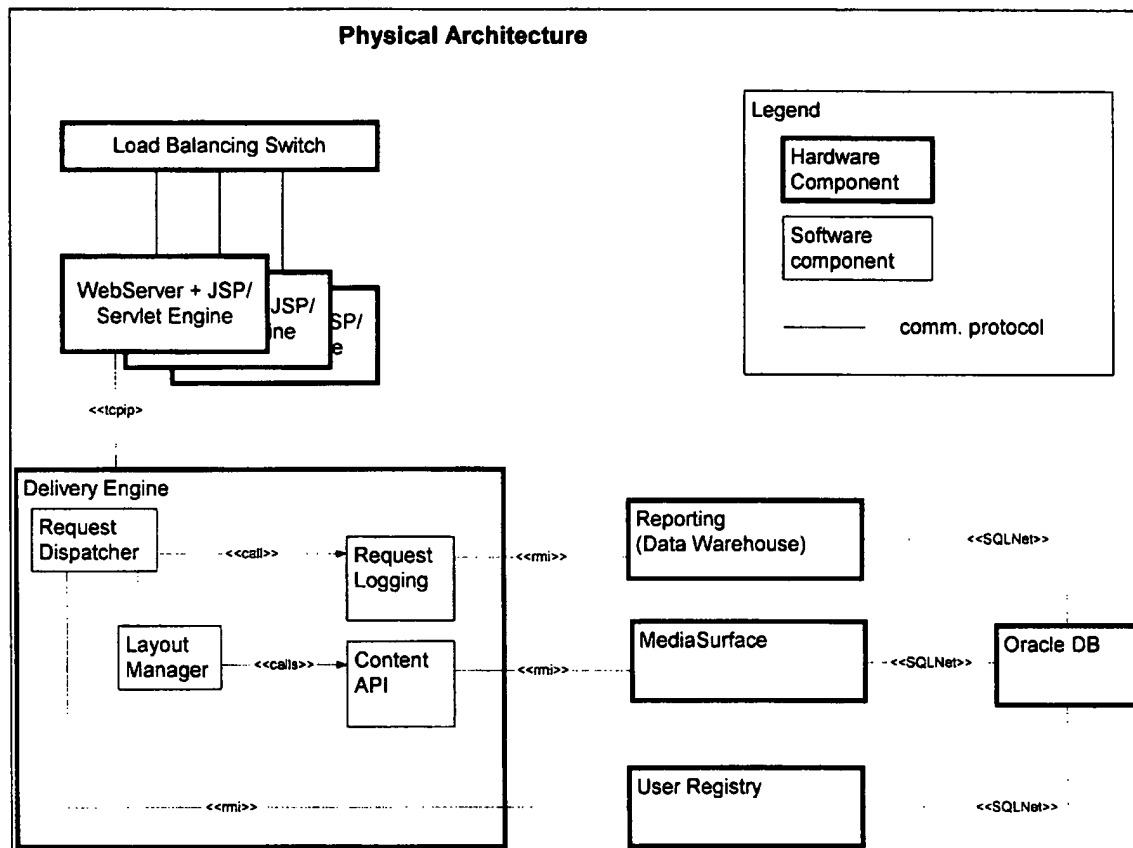 Physical Architecture
Load Balancing Switch
WebServer + JSP/
Servlet Engine
JSP/
ine
SP/
e
<<tcpip>
Legend
Hardware
Component
Software
component
comm. protocol
Delivery Engine
Request
Dispatcher
<<call>>
Request
Logging
<<rmi>>
Reporting
(Data Warehouse)
<<SQLNet>>
Layout
Manager
<<calls>>
Content
API
<<rmi>>
MediaSurface
<<SQLNet>>
Oracle DB
<<rmi>>
User Registry
<<SQLNet>>